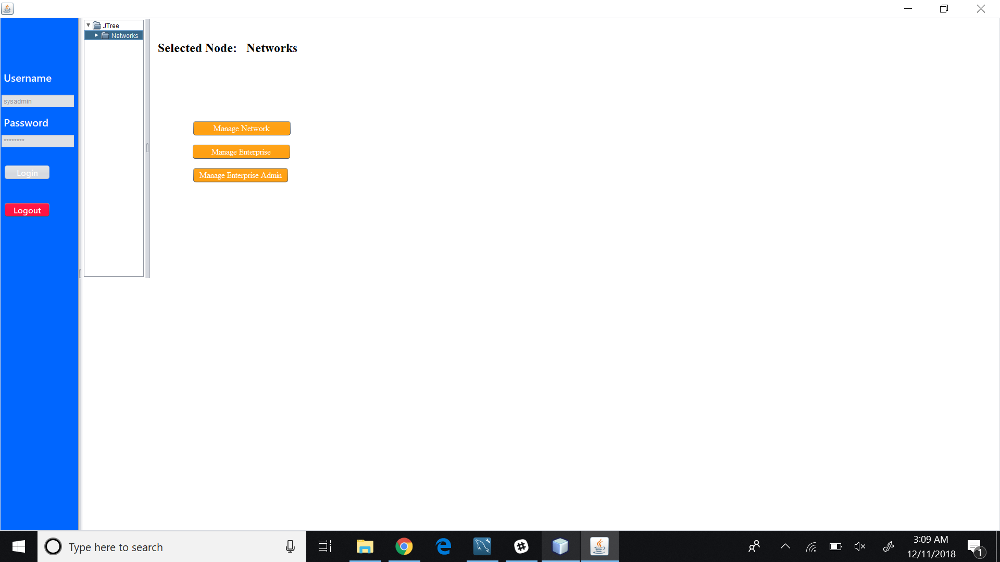 JTree
Networks
Selected Node: Networks
Username
sysadmin
Password
********
Login
Logout
Manage Network
Manage Enterprise
Manage Enterprise Admin
Type here to search
3:09 AM
12/11/2018
1